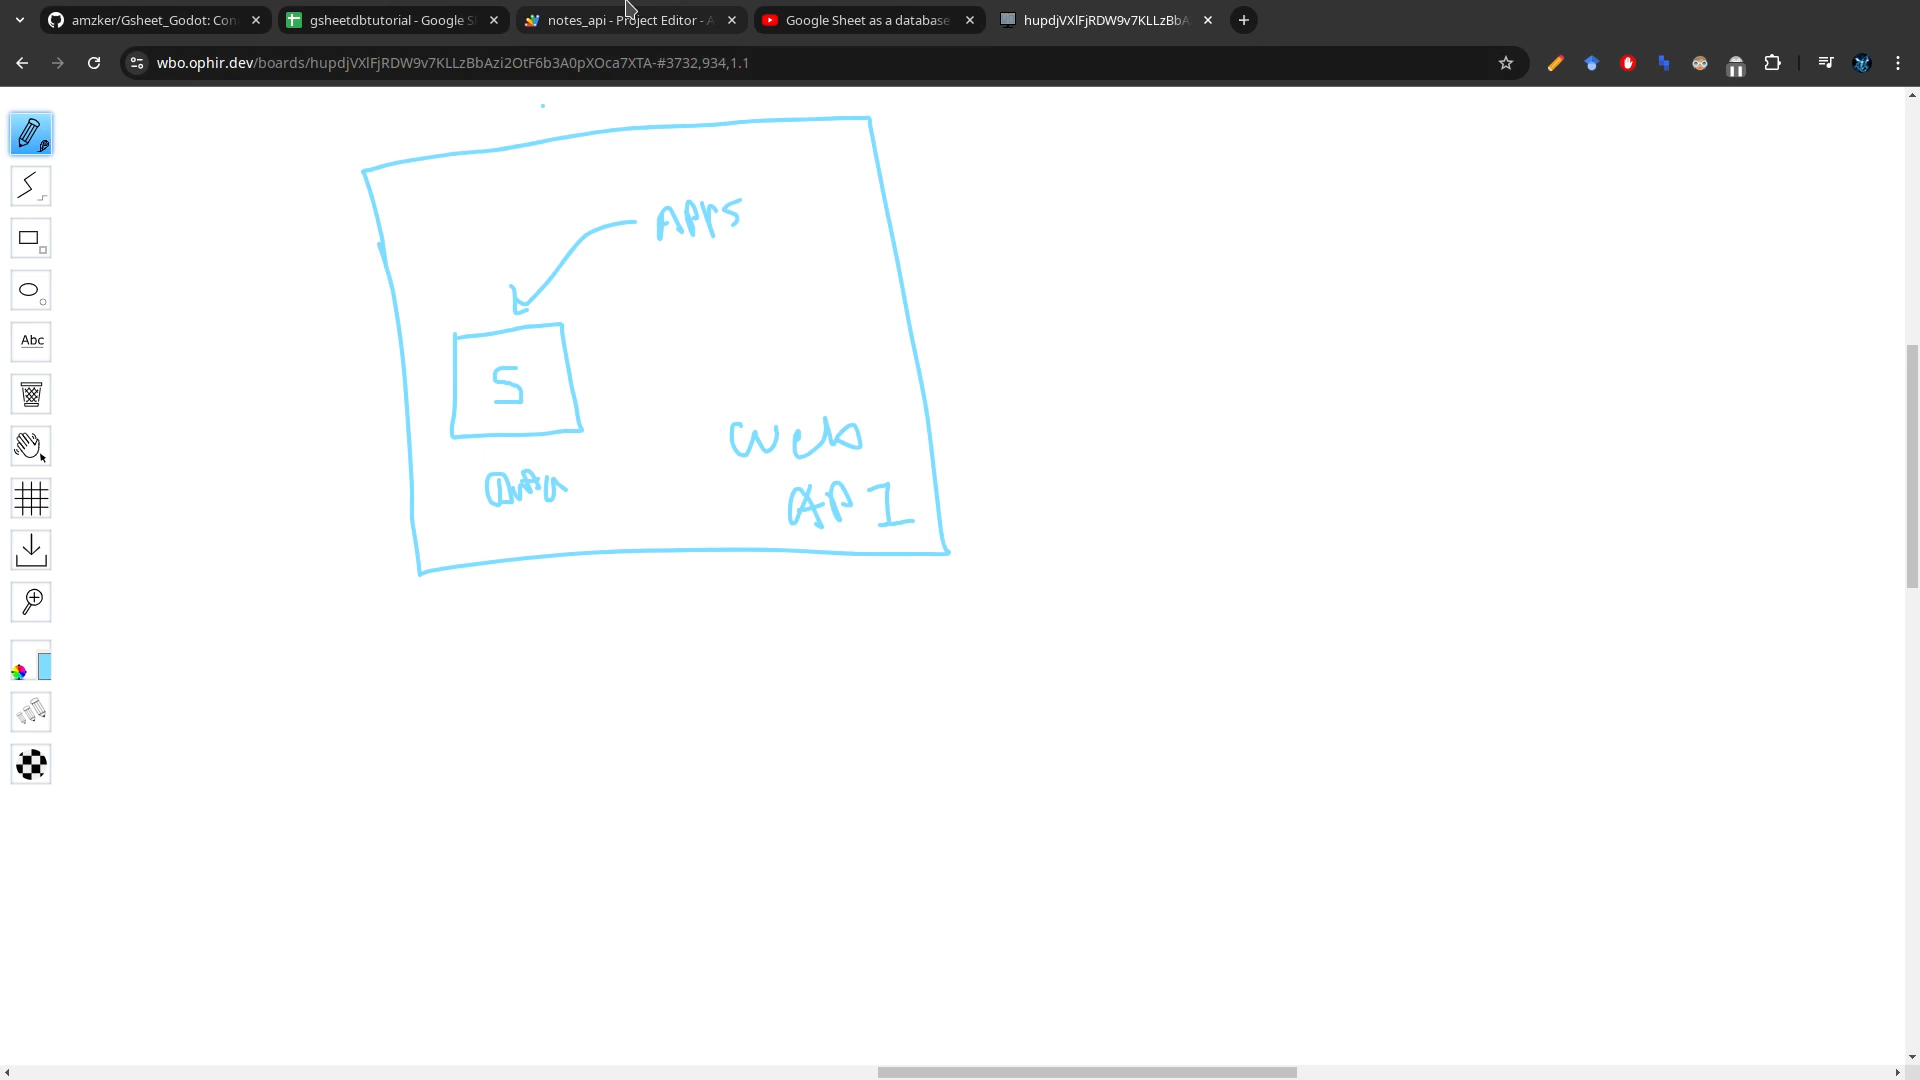 amzker/Gsheet_Godot: Con
gsheetdbtutorial - Google S
notes_api - Project Editor - A
Google Sheet as a database
hupdjVXlFjRDW9v7KLLzBbA
wbo.ophir.dev/boards/hupdjVXlFjRDW9v7KLLzBbAzi2OtF6b3A0pXOca7XTA-#3732,934,1.1
Abc
APPS
S
Web
API